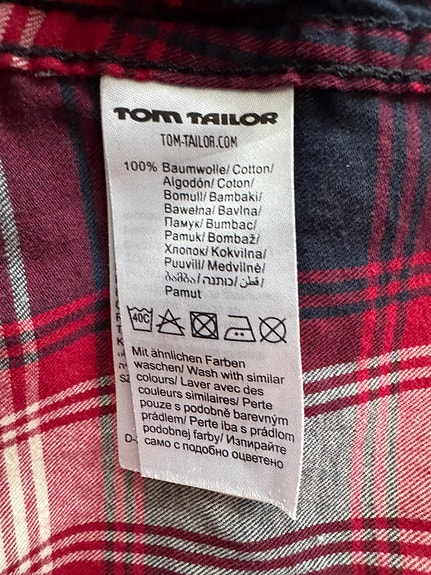 TOM TAILOR
TOM-TAILOR.COM
100% Baumwolle/ Cotton/
Algodón/ Coton/
Bomull/ Bambaki/
Bawełna/ Bavlna/
Памук/ Bumbac/
Pamuk/ Bombaž/
Хлопок/ Kokvilna/
Puuvill/ Medvilnė/
ბამბა/ כותנה/ قطن/
Pamut
40C
Mit ähnlichen Farben
waschen/ Wash with similar
colours/ Laver avec des
couleurs similaires/ Perte
pouze s podobně barevným
prádlem/ Perte iba s prádlom
podobnej farby/ Изпирайте
само с подобно оцветено